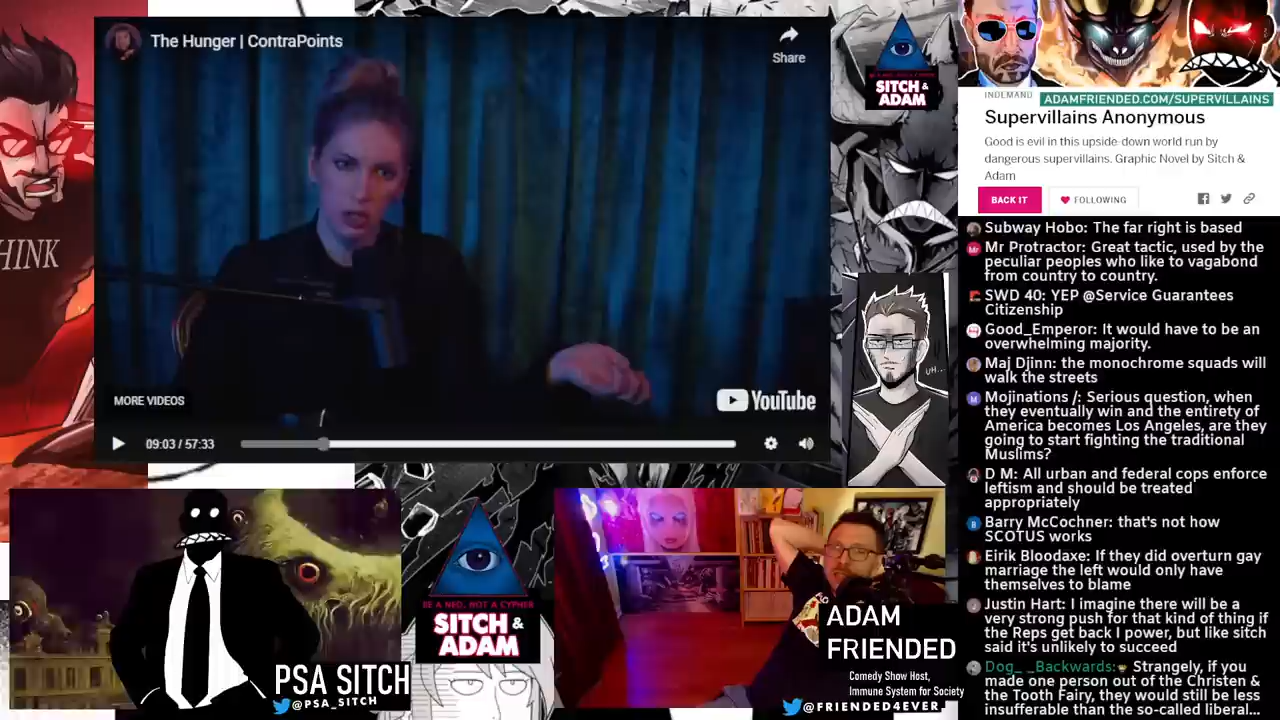 The Hunger | ContraPoints
Share
MORE VIDEOS
YouTube
09:03 / 57:33
HINK
BE A NEO, NOT A CYPHER
SITCH &
ADAM
UH...
INDEMAND
ADAMFRIENDED.COM/SUPERVILLAINS
Supervillains Anonymous
Good is evil in this upside-down world run by
dangerous supervillains. Graphic Novel by Sitch &
Adam
BACK IT
FOLLOWING
Subway Hobo: The far right is based
Mr Protractor: Great tactic, used by the
peculiar peoples who like to vagabond
from country to country.
SWD 40: YEP @Service Guarantees
Citizenship
Good_Emperor: It would have to be an
overwhelming majority.
Maj Djinn: the monochrome squads will
walk the streets
Mojinations /: Serious question, when
they eventually win and the entirety of
America becomes Los Angeles, are they
going to start fighting the traditional
Muslims?
D M: All urban and federal cops enforce
leftism and should be treated
appropriately
Barry McCochner: that's not how
SCOTUS works
Eirik Bloodaxe: If they did overturn gay
marriage the left would only have
themselves to blame
Justin Hart: I imagine there will be a
very strong push for that kind of thing if
the Reps get back I power, but like sitch
said it's unlikely to succeed
Dog_ _Backwards: Strangely, if you
made one person out of the Christen &
the Tooth Fairy, they would still be less
insufferable than the so-called liberal...
PSA SITCH
@PSA_SITCH
BE A NEO, NOT A CYPHER
SITCH &
ADAM
ADAM
FRIENDED
Comedy Show Host,
Immune System for Society
@FRIENDED4EVER